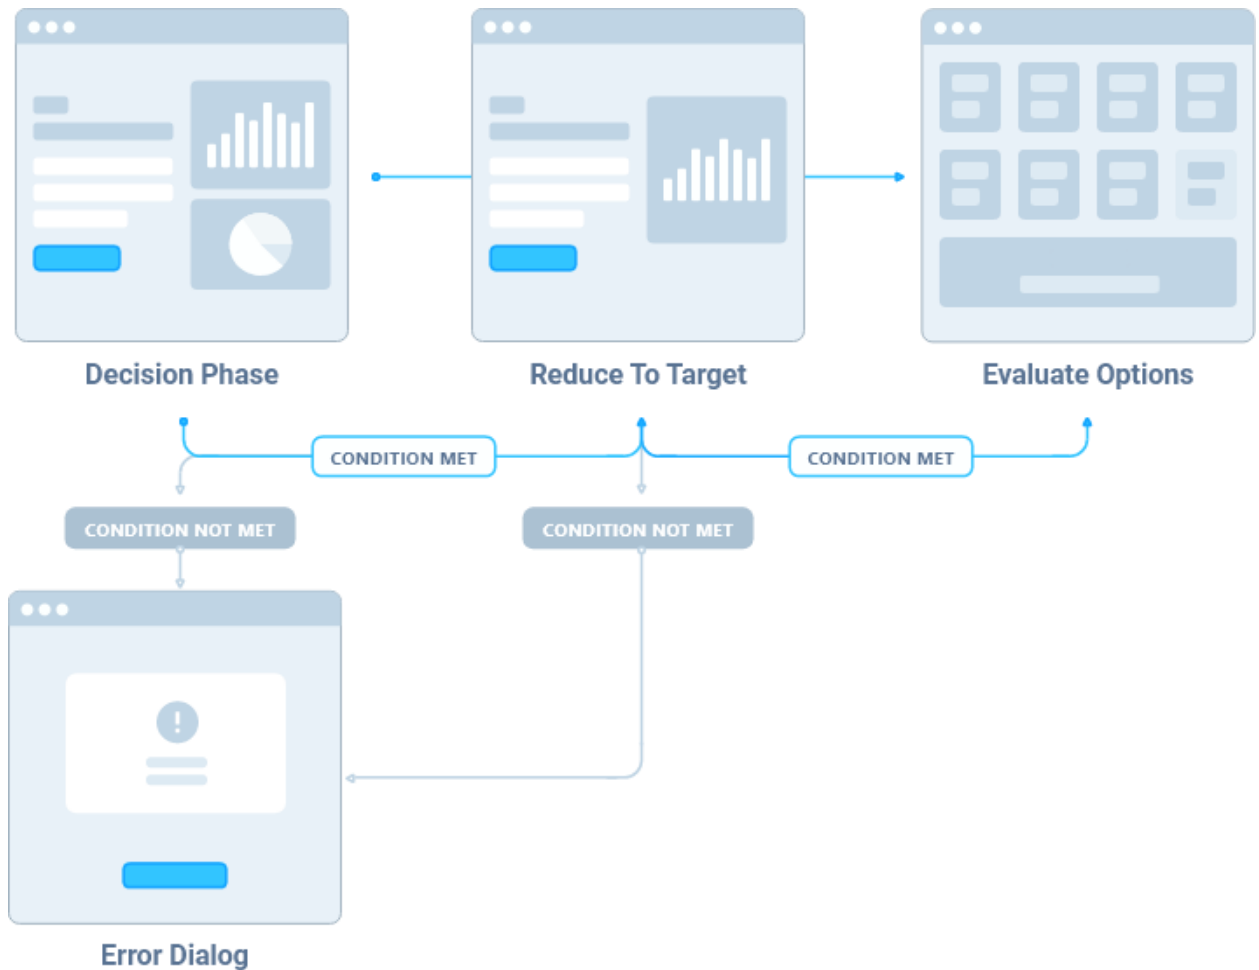 Decision Phase
Reduce To Target
Evaluate Options
CONDITION MET
CONDITION MET
CONDITION NOT MET
CONDITION NOT MET
Error Dialog